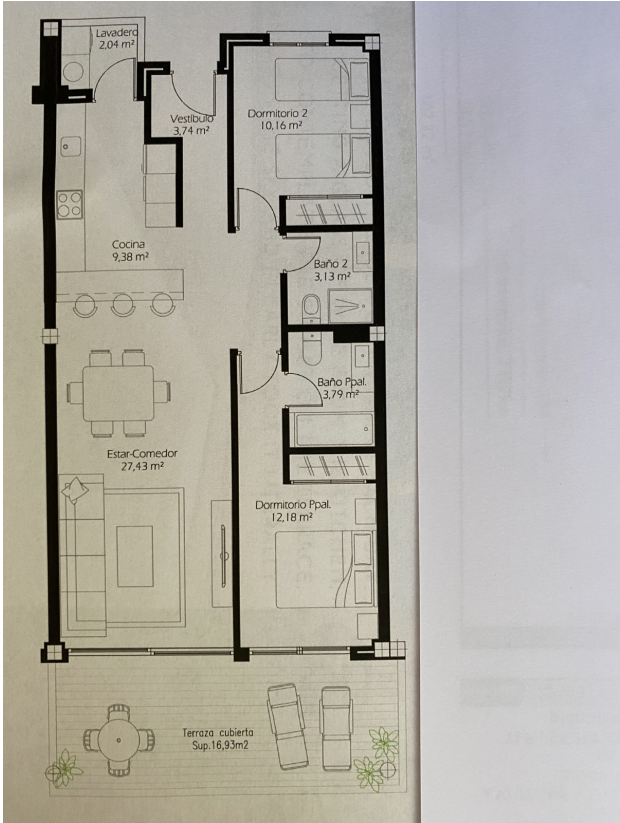 Lavadero
2,04 m²
Vestíbulo
3,74 m²
Dormitorio 2
10,16 m²
Cocina
9,38 m²
Baño 2
3,13 m²
Baño Ppal.
3,79 m²
Estar-Comedor
27,43 m²
Dormitorio Ppal.
12,18 m²
Terraza cubierta
Sup.16,93m2